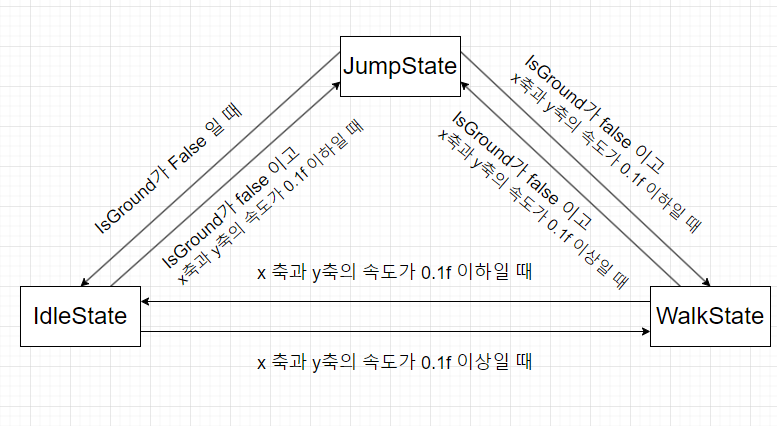 JumpState
IsGround가 False 일 때
IsGround가 false 이고
x축과 y축의 속도가 0.1f 이하일 때
IsGround가 false 이고
x축과 y축의 속도가 0.1f 이상일 때
IsGround가 false 이고
x축과 y축의 속도가 0.1f 이하일 때
x 축과 y축의 속도가 0.1f 이하일 때
IdleState
WalkState
x 축과 y축의 속도가 0.1f 이상일 때